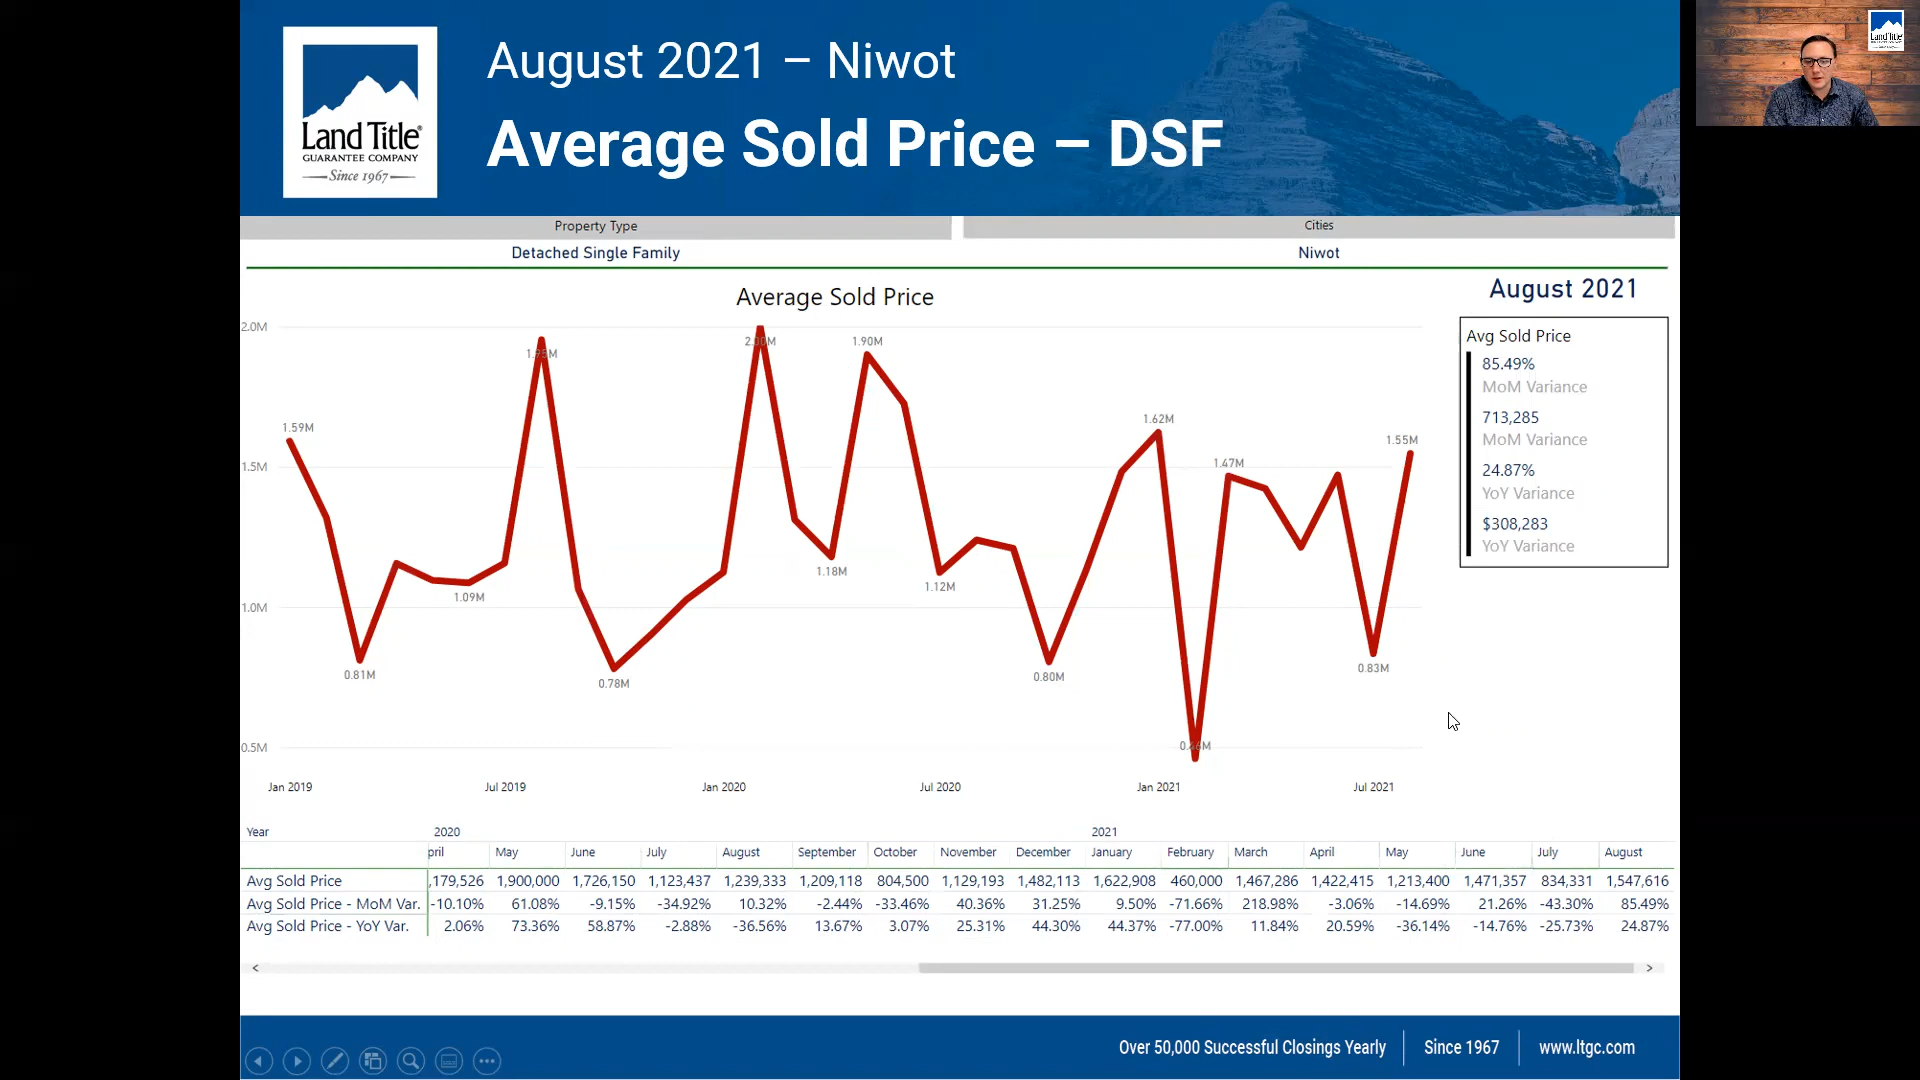 August 2021 – Niwot
Average Sold Price – DSF
Land Title®
GUARANTEE COMPANY
Since 1967
Land Title
Property Type
Cities
Detached Single Family
Niwot
August 2021
Average Sold Price
Avg Sold Price
85.49%
MoM Variance
713,285
MoM Variance
24.87%
YoY Variance
$308,283
YoY Variance
2.0M
1.5M
1.0M
0.5M
1.59M
0.81M
1.09M
0.78M
1.18M
1.90M
1.12M
0.80M
1.62M
1.47M
0.83M
1.55M
Jan 2019 Jul 2019 Jan 2020 Jul 2020 Jan 2021 Jul 2021
Year 2020 2021
pril May June July August September October November December January February March April May June July August
Avg Sold Price ,179,526 1,900,000 1,726,150 1,123,437 1,239,333 1,209,118 804,500 1,129,193 1,482,113 1,622,908 460,000 1,467,286 1,422,415 1,213,400 1,471,357 834,331 1,547,616
Avg Sold Price - MoM Var. -10.10% 61.08% -9.15% -34.92% 10.32% -2.44% -33.46% 40.36% 31.25% 9.50% -71.66% 218.98% -3.06% -14.69% 21.26% -43.30% 85.49%
Avg Sold Price - YoY Var. 2.06% 73.36% 58.87% -2.88% -36.56% 13.67% 3.07% 25.31% 44.30% 44.37% -77.00% 11.84% 20.59% -36.14% -14.76% -25.73% 24.87%
Over 50,000 Successful Closings Yearly
Since 1967
www.ltgc.com